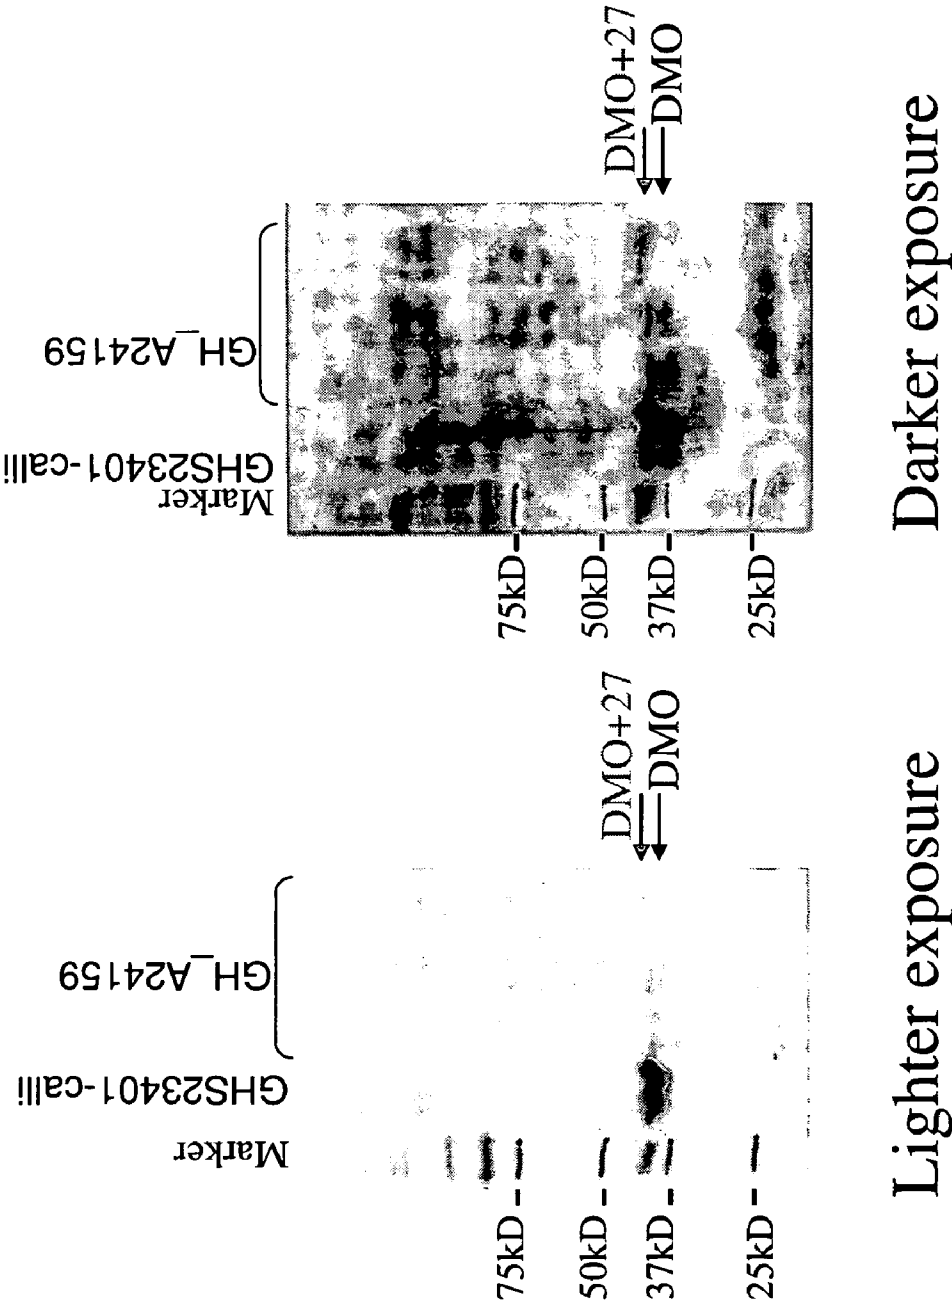 Marker
GHS23401-calli
GH_A24159
75kD
50kD
37kD
25kD
DMO+27
DMO
Lighter exposure
Marker
GHS23401-calli
GH_A24159
75kD
50kD
37kD
25kD
DMO+27
DMO
Darker exposure